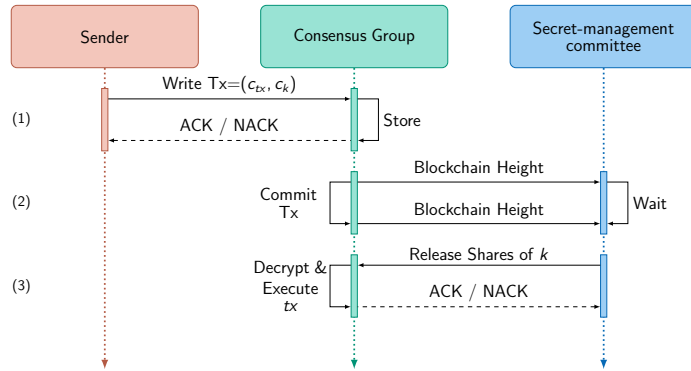 Sender
Consensus Group
Secret-management
committee
Write Tx=(c_tx, c_k)
(1)
Store
ACK / NACK
Blockchain Height
(2)
Commit
Tx
Wait
Blockchain Height
Release Shares of k
(3)
Decrypt &
Execute
tx
ACK / NACK